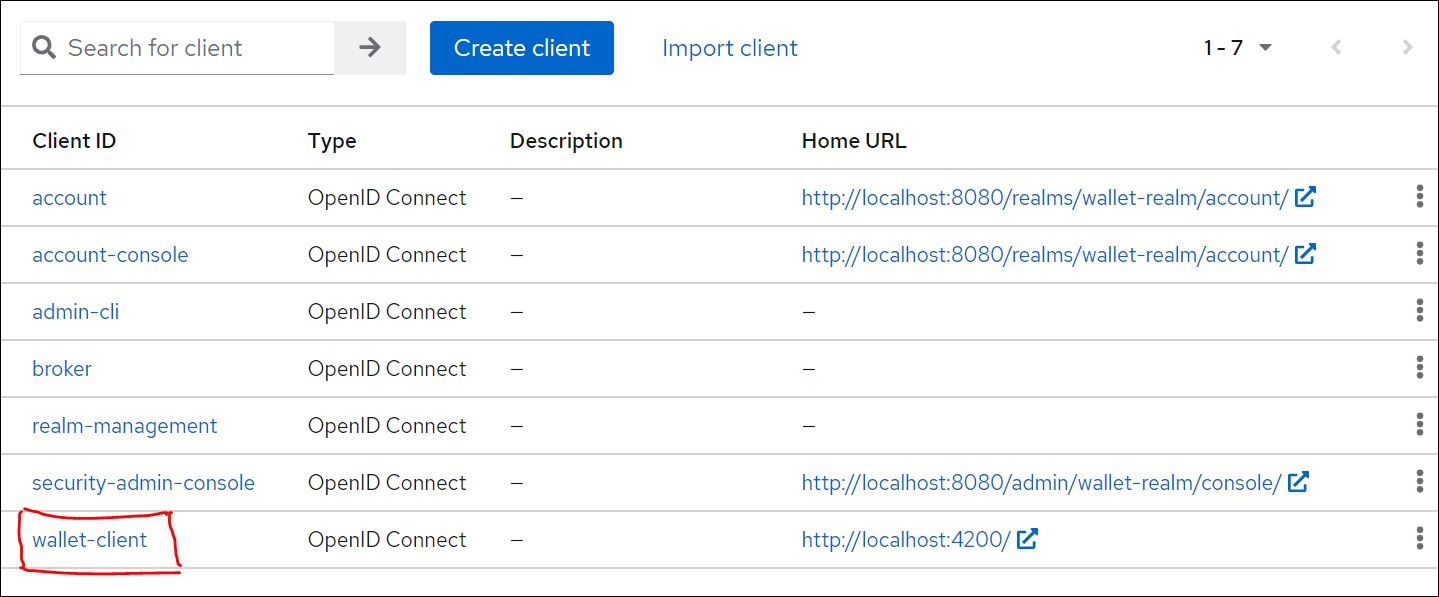 Search for client Create client Import client 1 - 7
Client ID Type Description Home URL
account OpenID Connect – http://localhost:8080/realms/wallet-realm/account/
account-console OpenID Connect – http://localhost:8080/realms/wallet-realm/account/
admin-cli OpenID Connect – –
broker OpenID Connect – –
realm-management OpenID Connect – –
security-admin-console OpenID Connect – http://localhost:8080/admin/wallet-realm/console/
wallet-client OpenID Connect – http://localhost:4200/